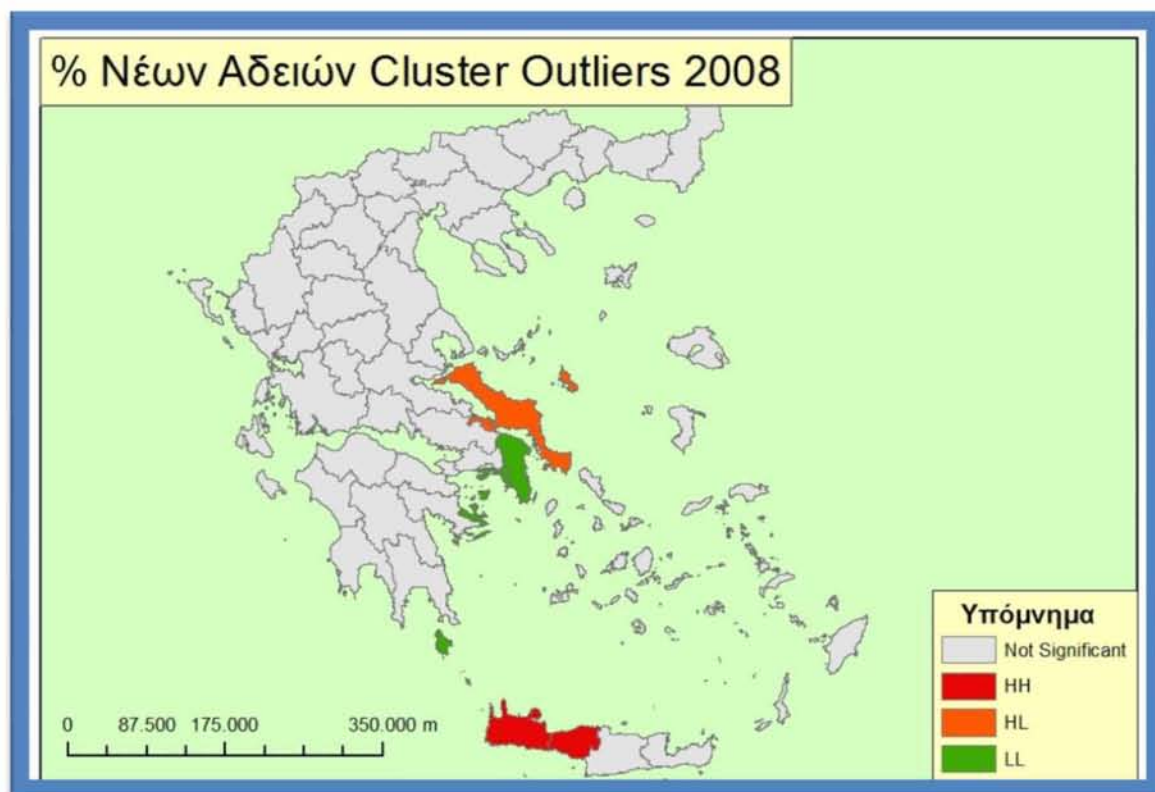 % Νέων Αδειών Cluster Outliers 2008
Υπόμνημα
Not Significant
HH
HL
LL
0 87.500 175.000 350.000 m